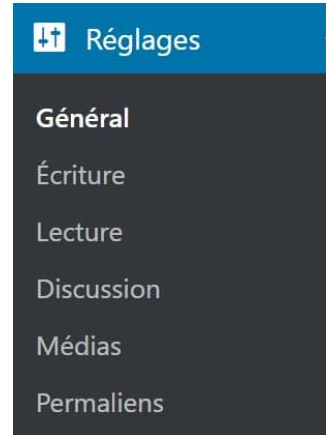 Réglages
Général
Écriture
Lecture
Discussion
Médias
Permaliens